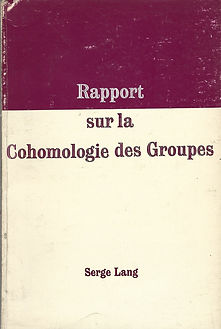 Rapport
sur la
Cohomologie des Groupes
Serge Lang